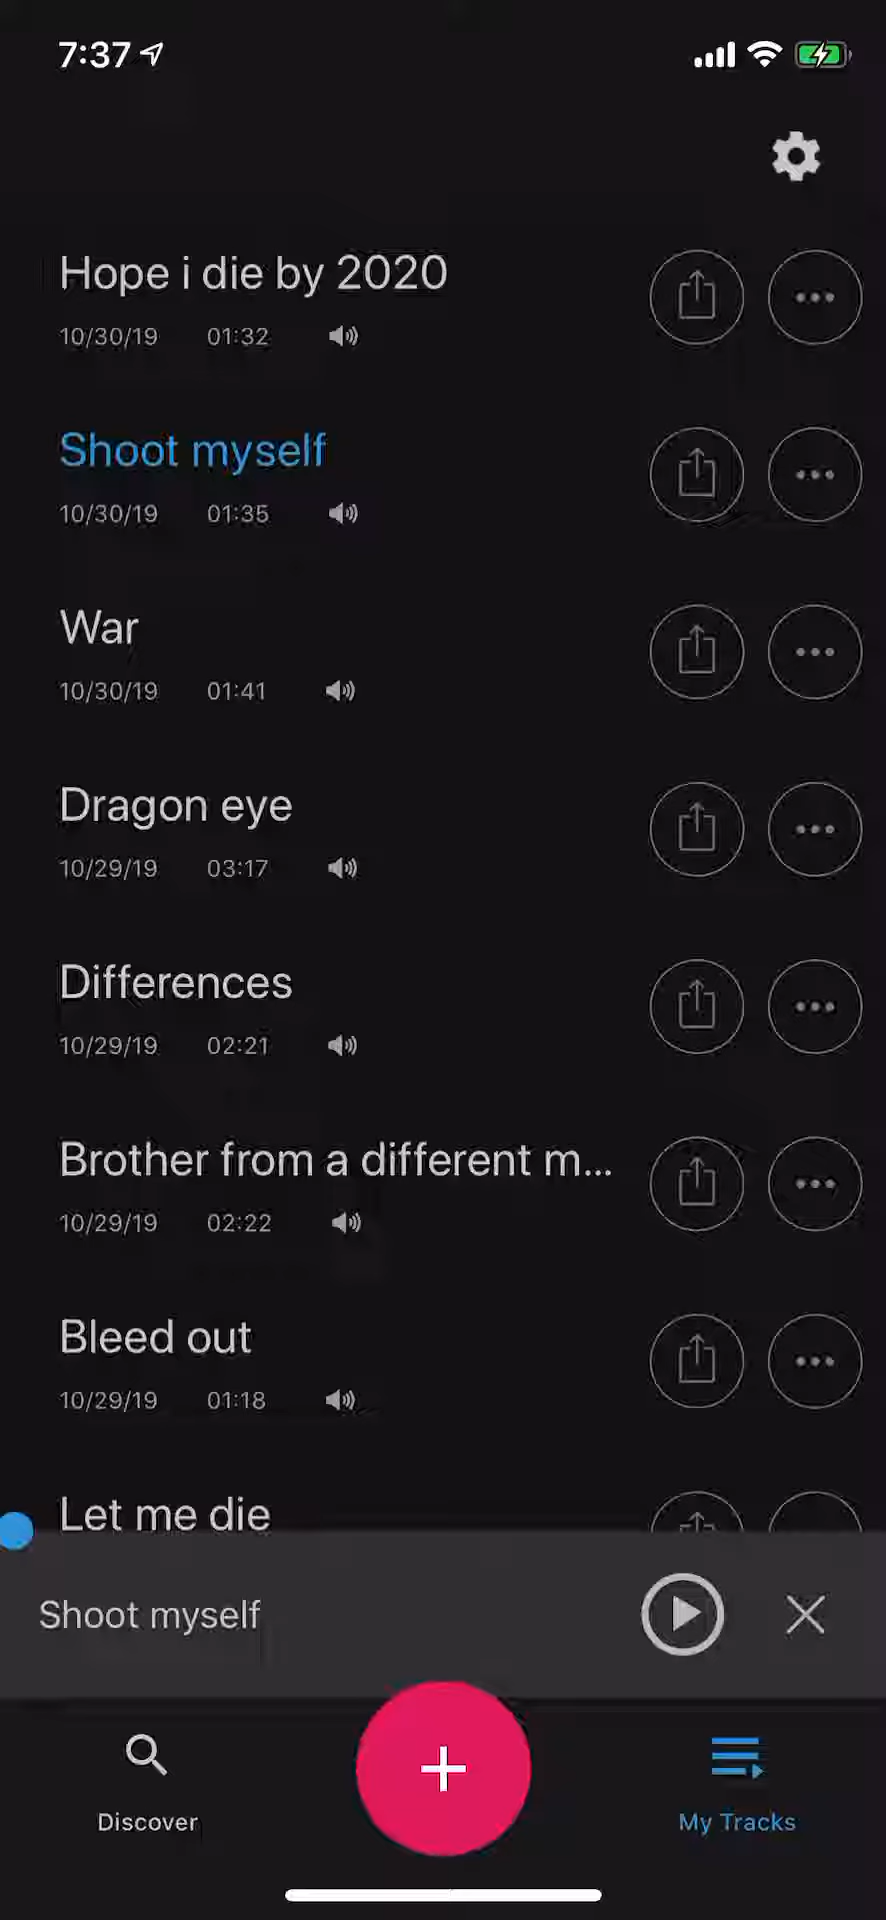 7:37
Hope i die by 2020
10/30/19 01:32
Shoot myself
10/30/19 01:35
War
10/30/19 01:41
Dragon eye
10/29/19 03:17
Differences
10/29/19 02:21
Brother from a different m...
10/29/19 02:22
Bleed out
10/29/19 01:18
Let me die
Shoot myself
Discover
My Tracks